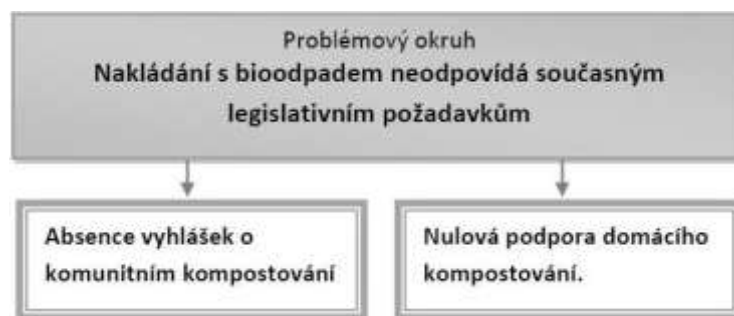 Problémový okruh
Nakládání s bioodpadem neodpovídá současným
legislativním požadavkům
Absence vyhlášek o
komunitním kompostování
Nulová podpora domácího
kompostování.